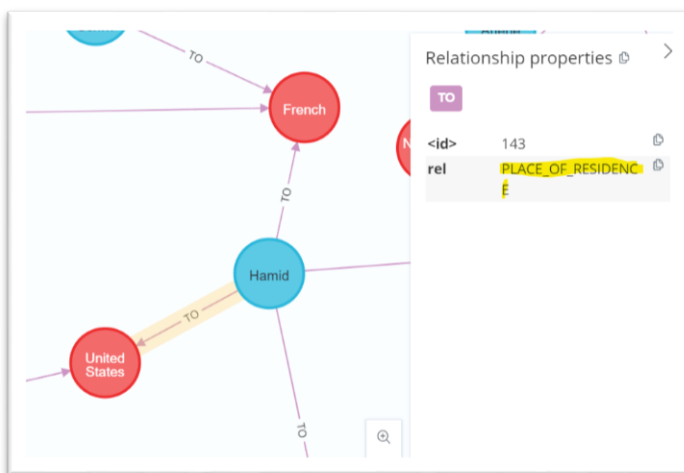 TO
French
TO
Hamid
TO
United
States
TO
Relationship properties
TO
<id> 143
rel PLACE_OF_RESIDENC
E